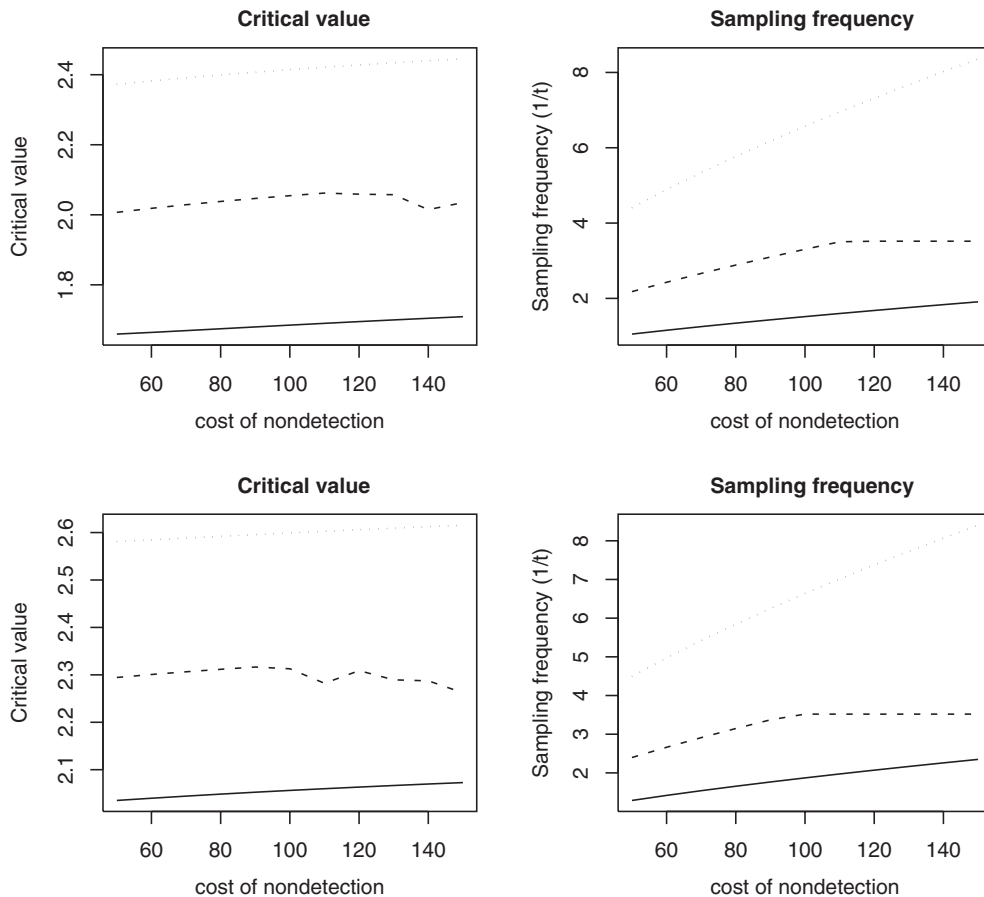 Critical value
Critical value
2.4
2.2
2.0
1.8
60 80 100 120 140
cost of nondetection
Sampling frequency
Sampling frequency (1/t)
8
6
4
2
60 80 100 120 140
cost of nondetection
Critical value
Critical value
2.6
2.5
2.4
2.3
2.2
2.1
60 80 100 120 140
cost of nondetection
Sampling frequency
Sampling frequency (1/t)
8
7
6
5
4
3
2
60 80 100 120 140
cost of nondetection